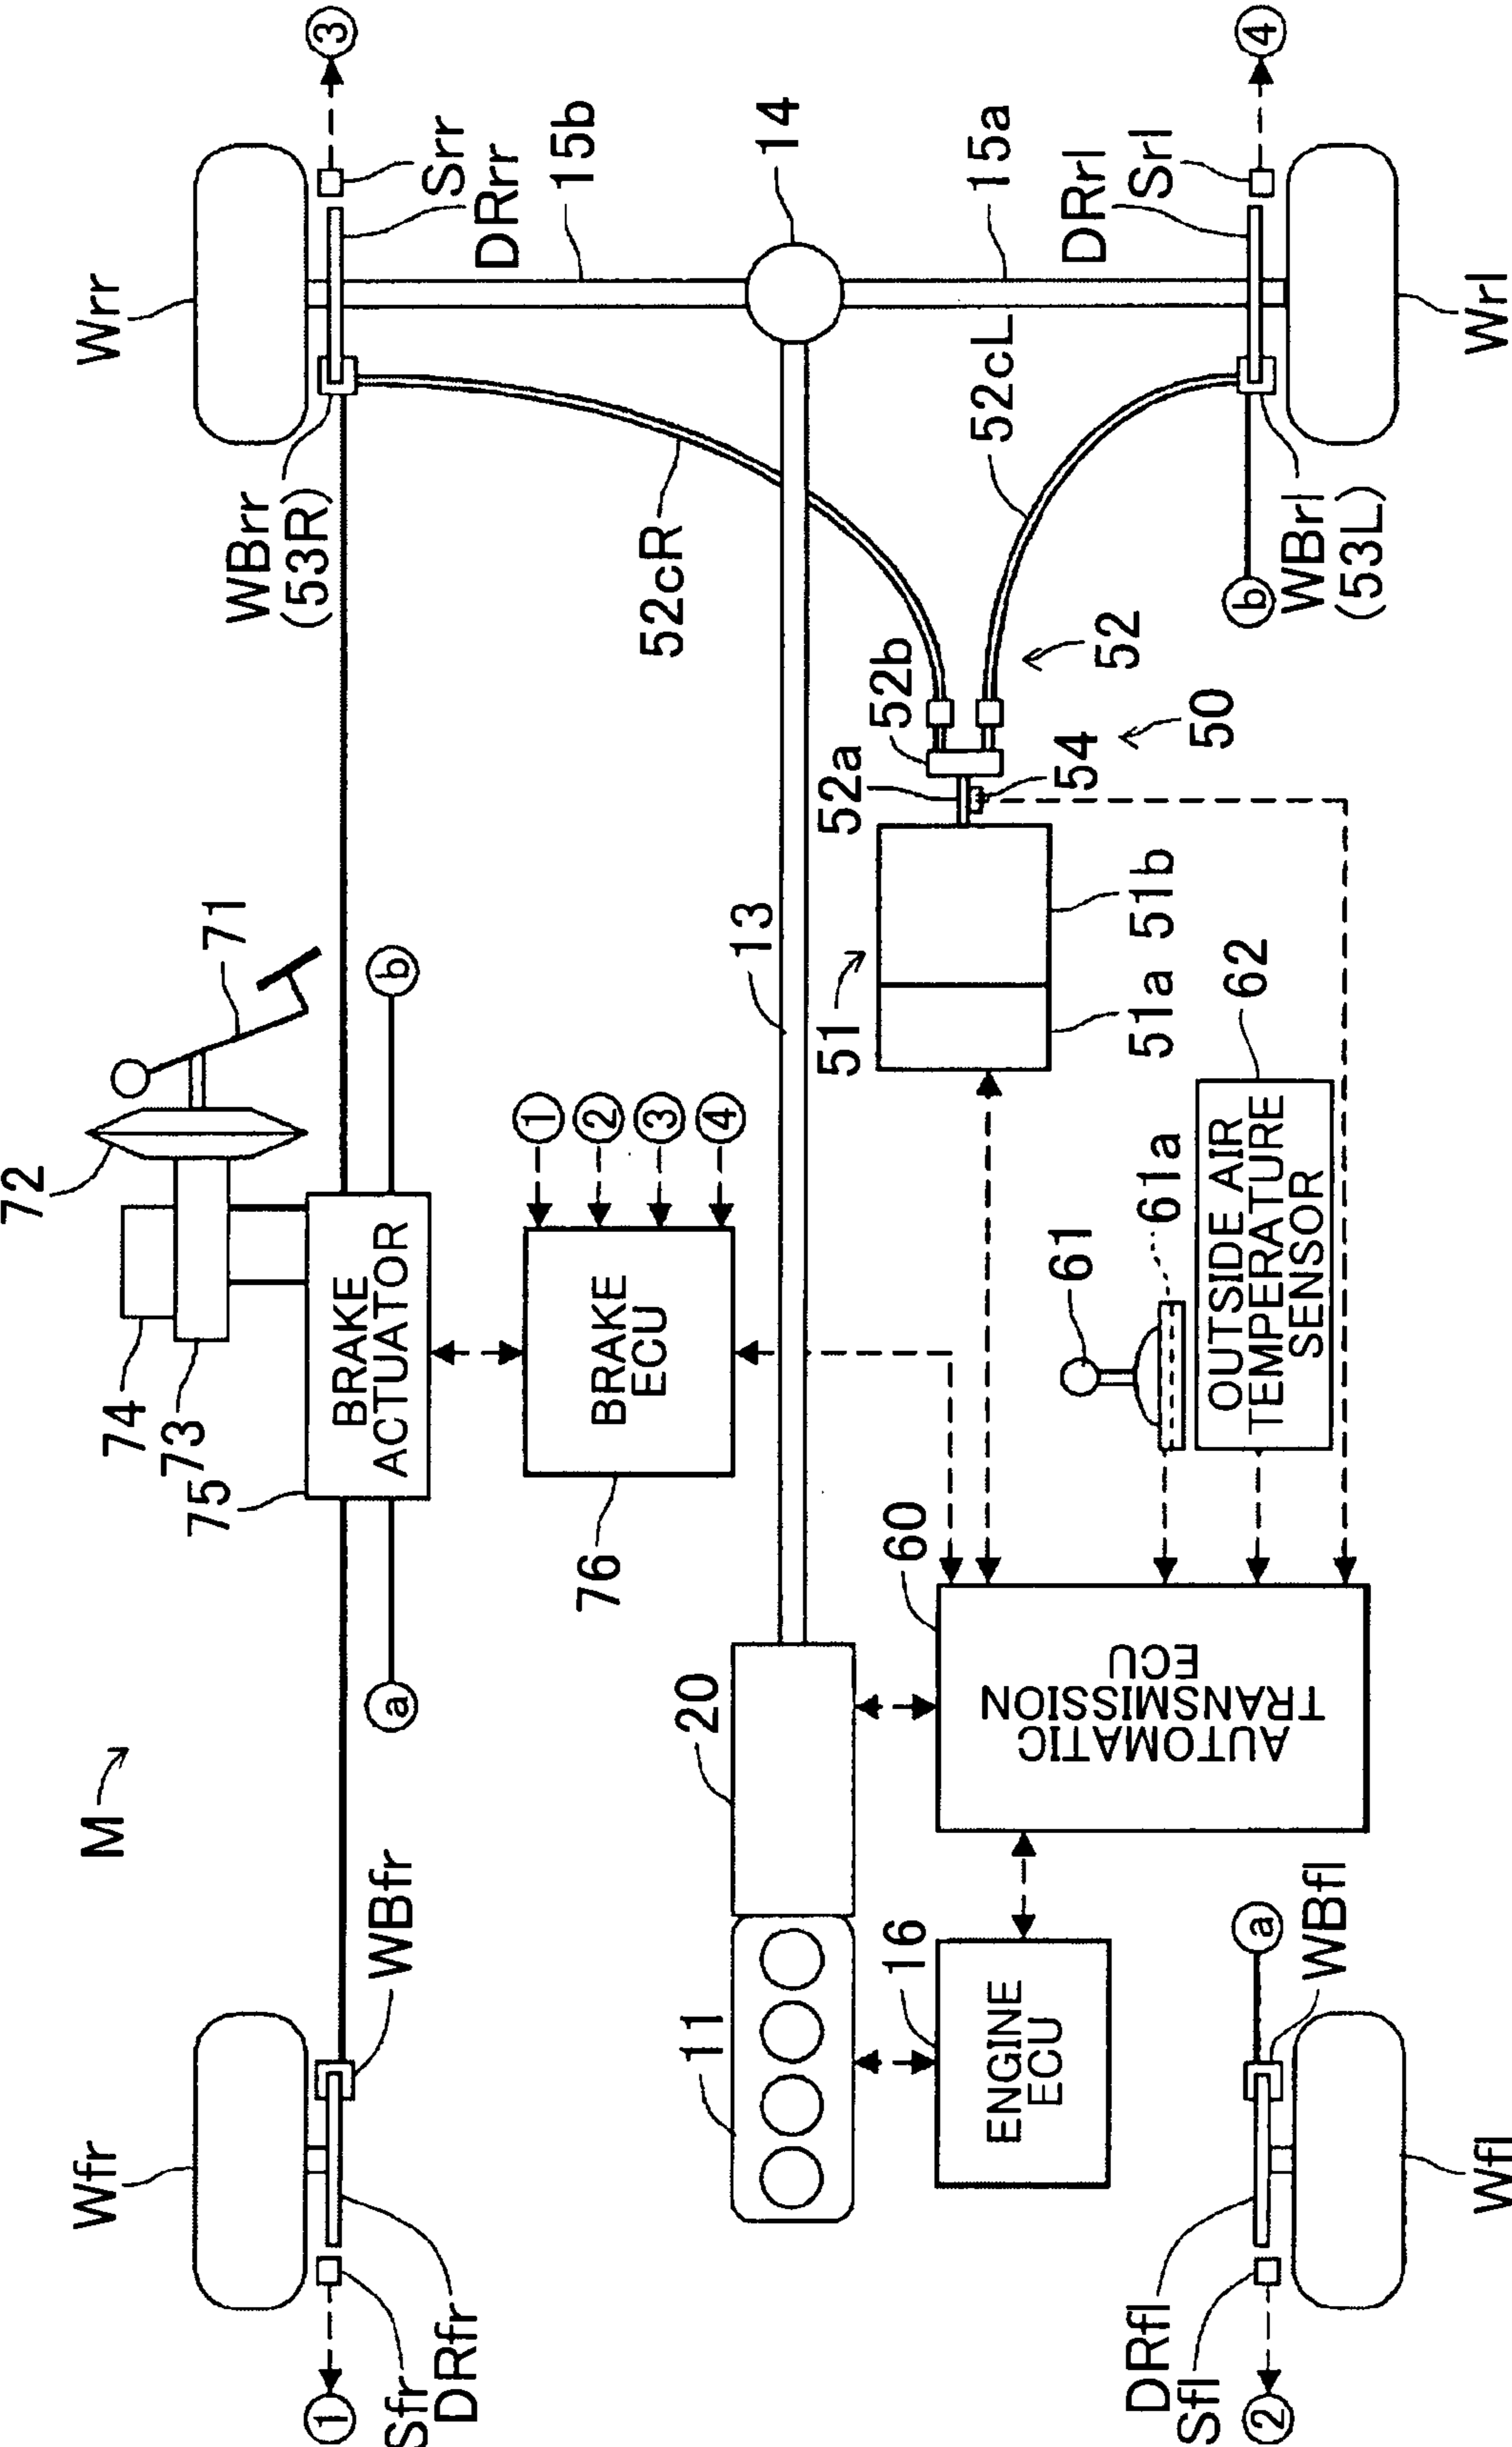 M
Wfr
Wrr
72
71
74
73
75
BRAKE
ACTUATOR
a
b
WBfr
1
Sfr
DRfr
WBrr
(53R)
Srr
DRrr
3
15b
76
BRAKE
ECU
1
2
3
4
52cR
14
11
20
13
15a
52cL
16
ENGINE
ECU
60
AUTOMATIC
TRANSMISSION
ECU
51
52a
52b
54
50
52
51a
51b
61
61a
62
OUTSIDE AIR
TEMPERATURE
SENSOR
DRfl
Sfl
2
a
WBfl
b
WBrl
(53L)
DRrl
Srl
4
Wfl
Wrl